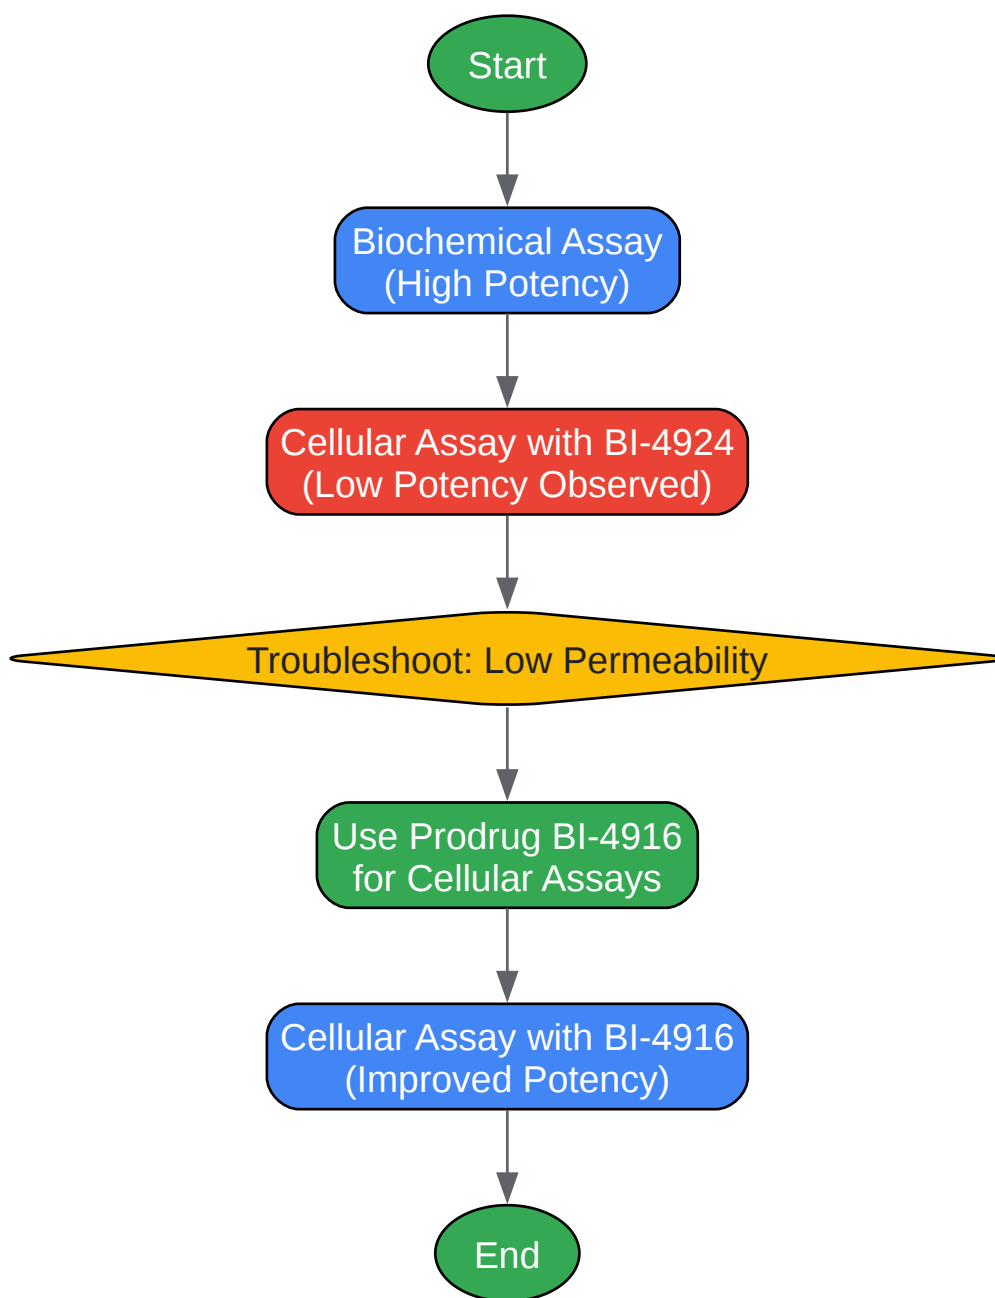 Start
Biochemical Assay
(High Potency)
Cellular Assay with BI-4924
(Low Potency Observed)
Troubleshoot: Low Permeability
Use Prodrug BI-4916
for Cellular Assays
Cellular Assay with BI-4916
(Improved Potency)
End